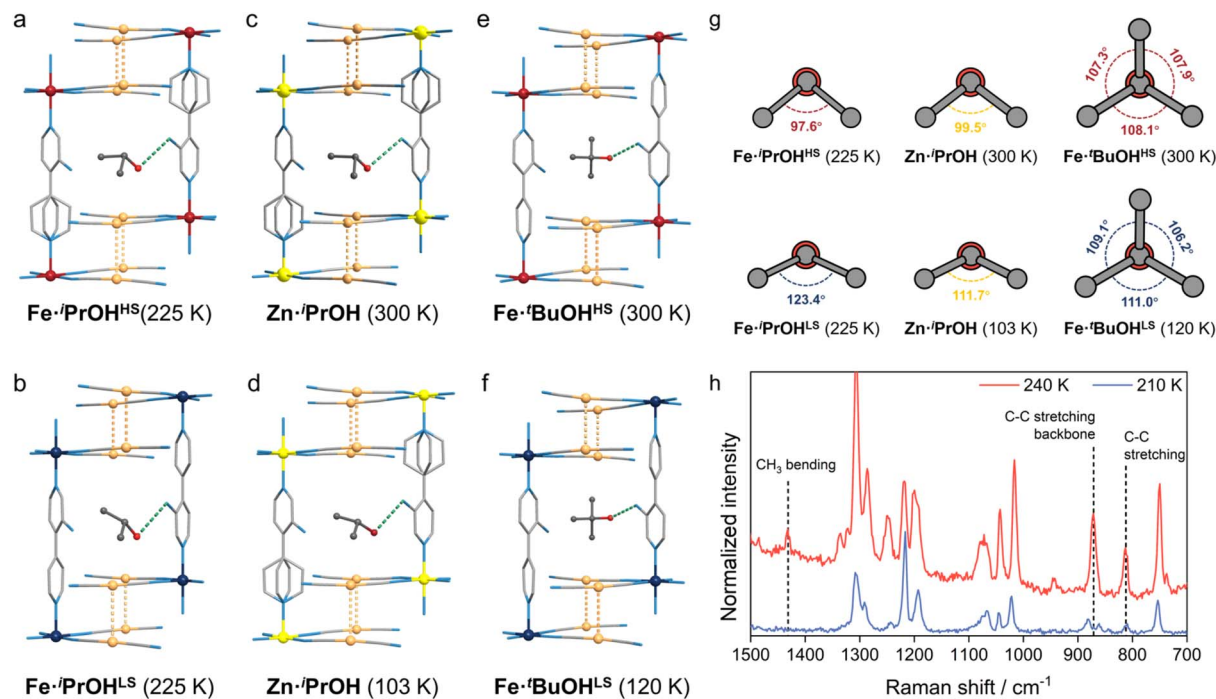 a
c
e
Fe·ⁱPrOHᴴˢ(225 K)
Zn·ⁱPrOH (300 K)
Fe·ᵗBuOHᴴˢ (300 K)
b
d
f
Fe·ⁱPrOHᴸˢ (225 K)
Zn·ⁱPrOH (103 K)
Fe·ᵗBuOHᴸˢ (120 K)
g
97.6°
99.5°
107.3°
107.9°
108.1°
Fe·ⁱPrOHᴴˢ (225 K)
Zn·ⁱPrOH (300 K)
Fe·ᵗBuOHᴴˢ (300 K)
123.4°
111.7°
109.1°
106.2°
111.0°
Fe·ⁱPrOHᴸˢ (225 K)
Zn·ⁱPrOH (103 K)
Fe·ᵗBuOHᴸˢ (120 K)
h
240 K
210 K
C-C stretching
backbone
C-C
stretching
CH₃ bending
Normalized intensity
1500
1400
1300
1200
1100
1000
900
800
700
Raman shift / cm⁻¹